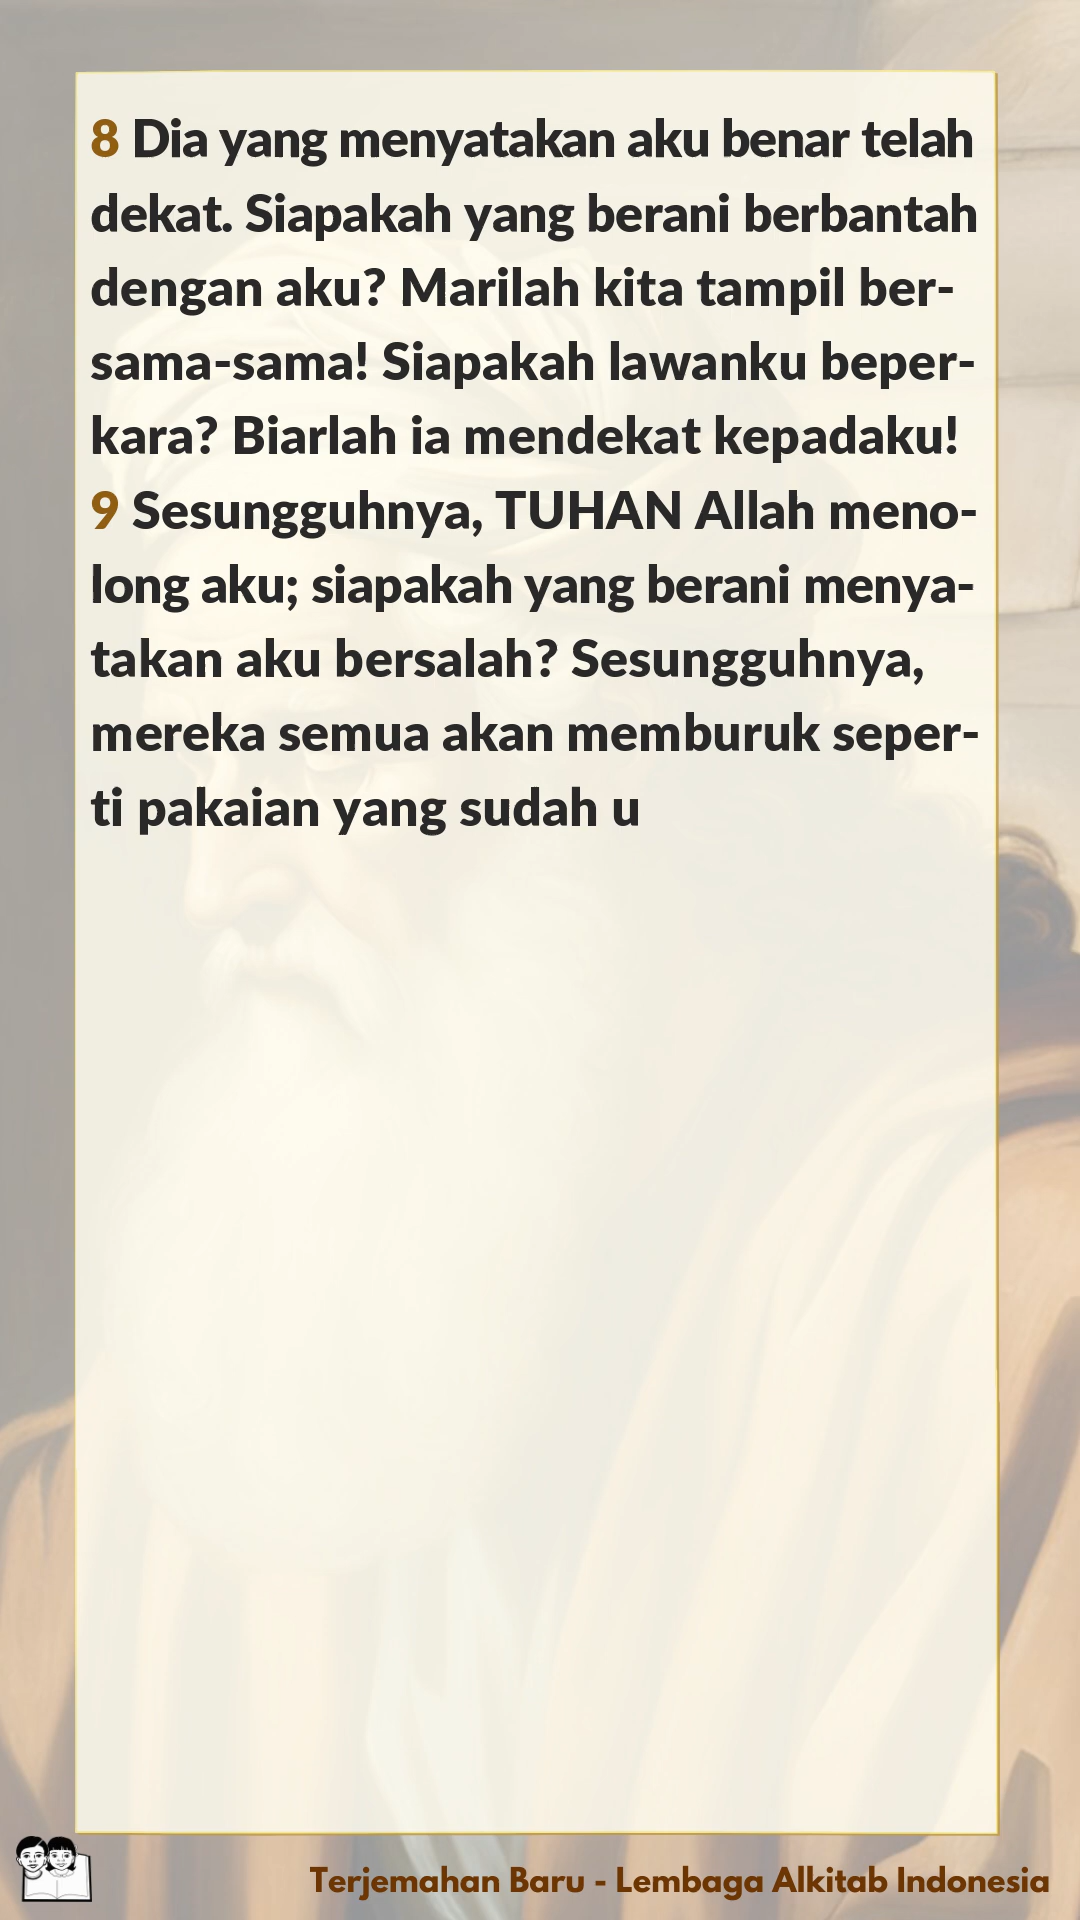 8 Dia yang menyatakan aku benar telah
dekat. Siapakah yang berani berbantah
dengan aku? Marilah kita tampil ber-
sama-sama! Siapakah lawanku beper-
kara? Biarlah ia mendekat kepadaku!
9 Sesungguhnya, TUHAN Allah meno-
long aku; siapakah yang berani menya-
takan aku bersalah? Sesungguhnya,
mereka semua akan memburuk seper-
ti pakaian yang sudah u
Terjemahan Baru - Lembaga Alkitab Indonesia